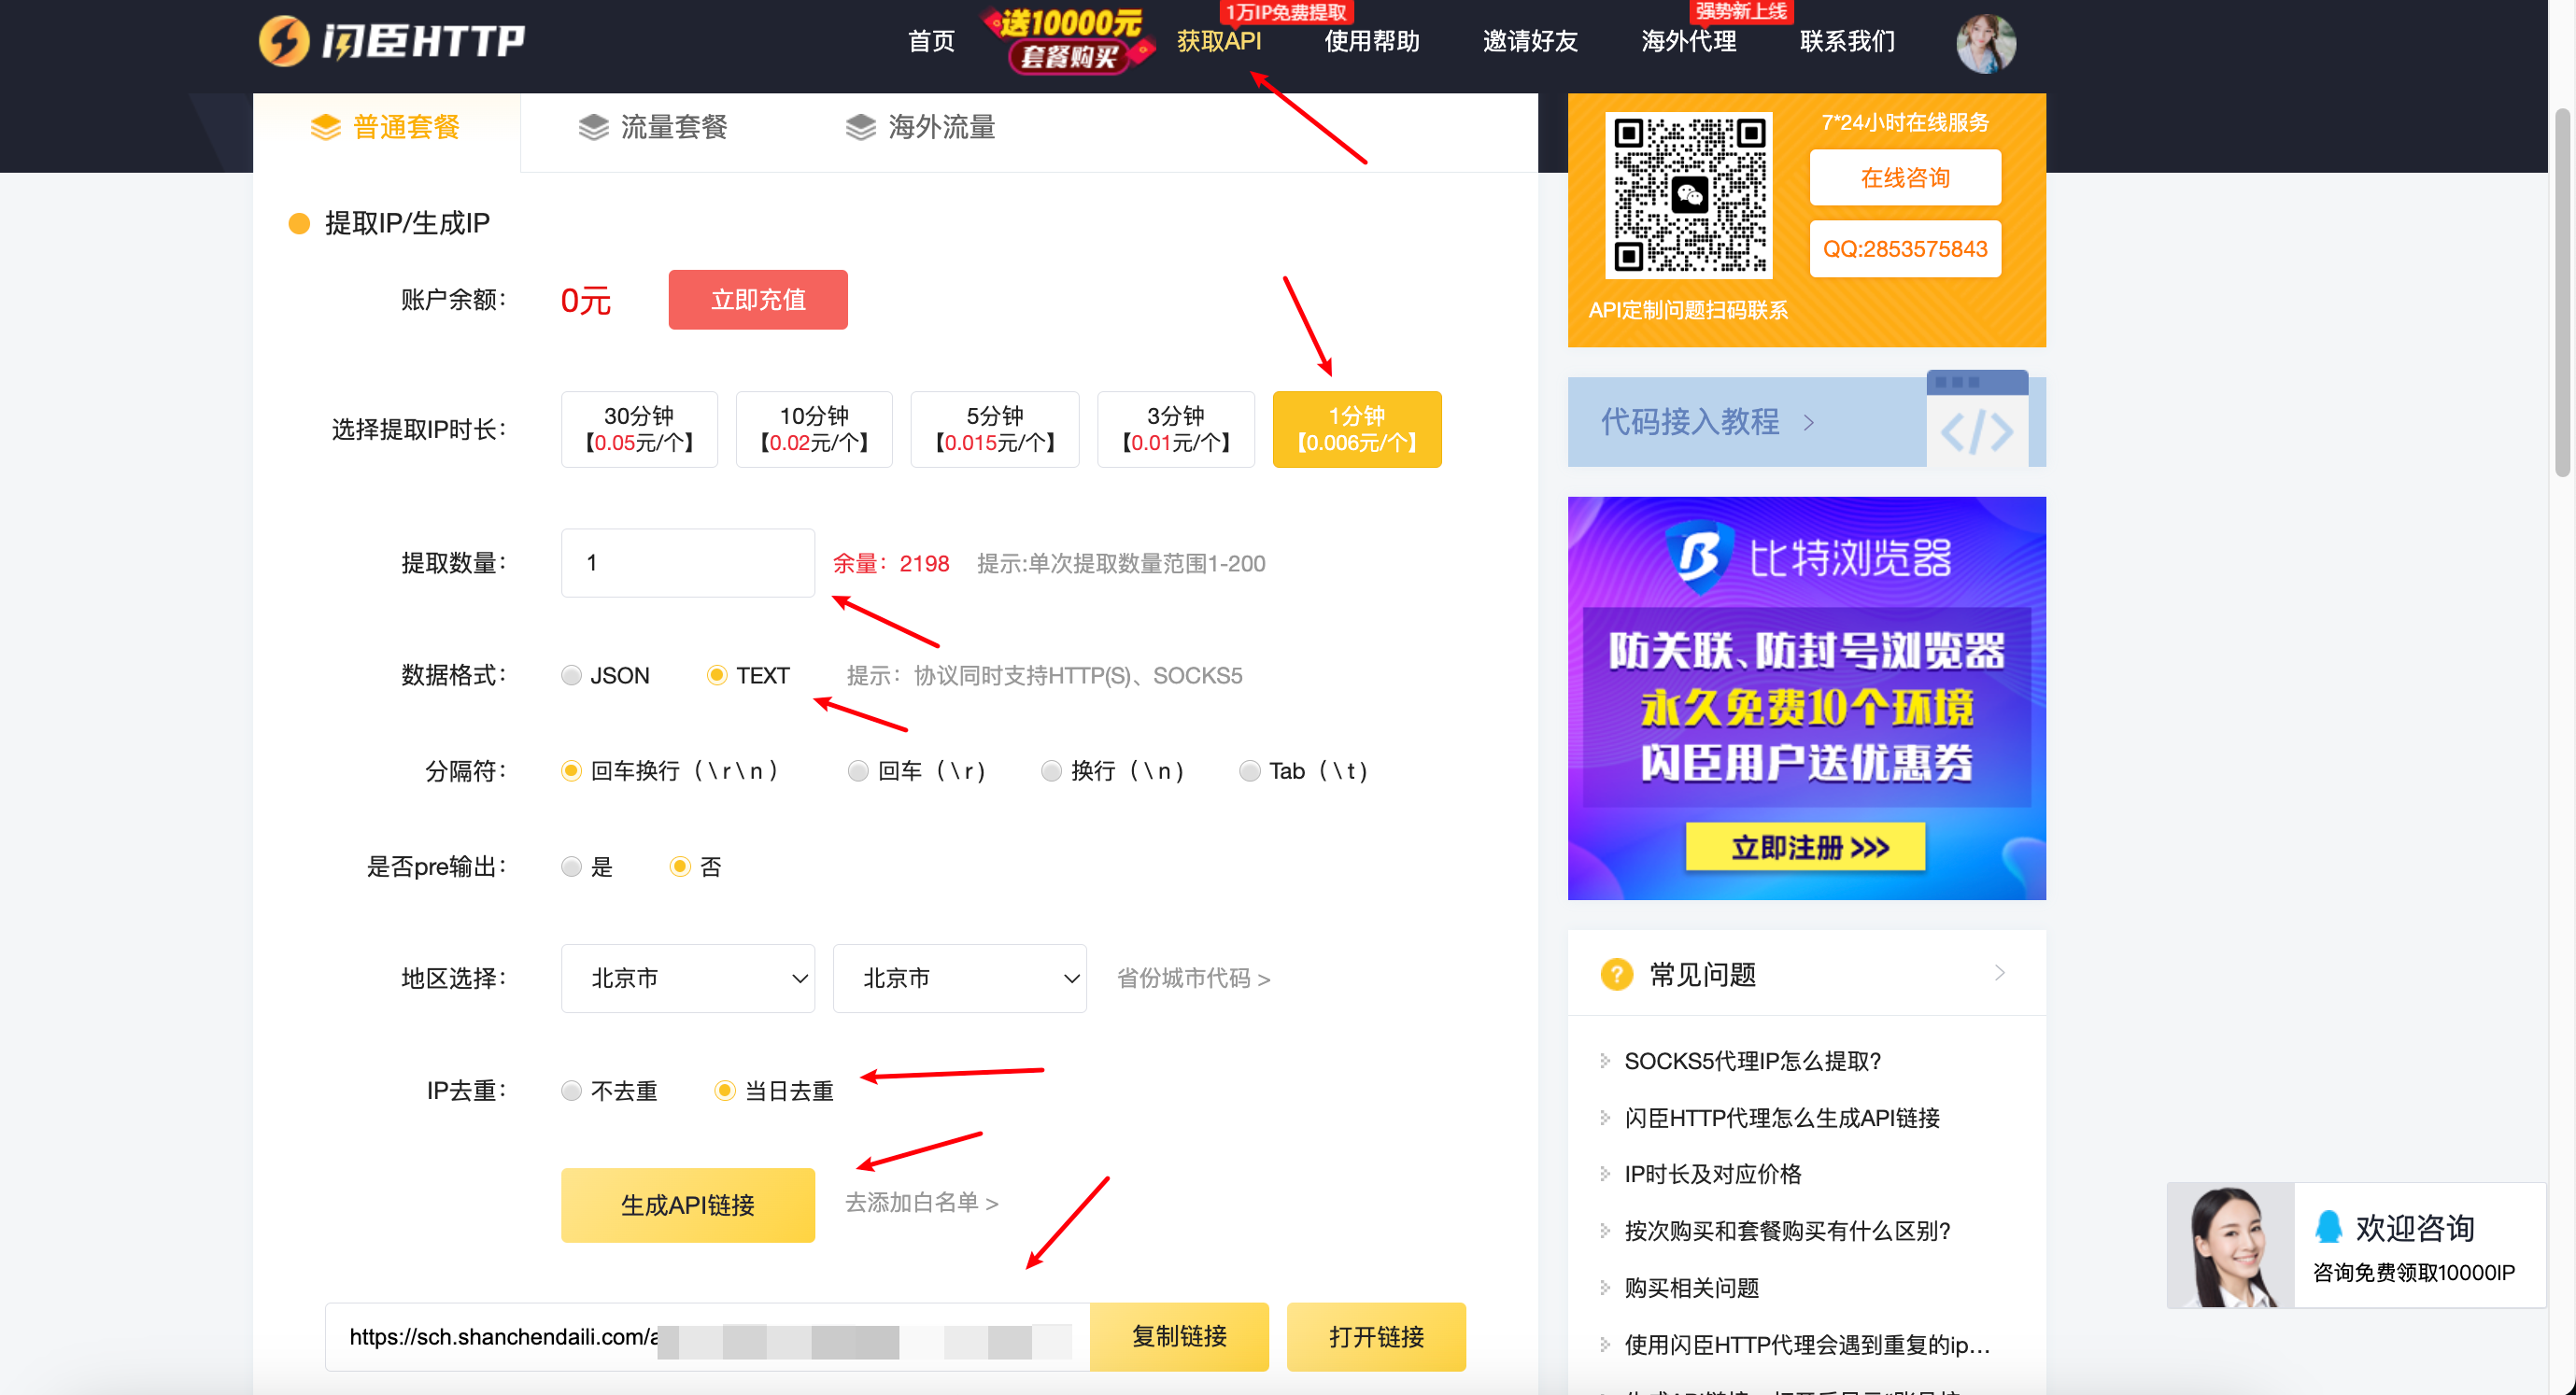 闪臣HTTP
首页
送10000元
套餐购买
1万IP免费提取
获取API
使用帮助
邀请好友
强势新上线
海外代理
联系我们
普通套餐
流量套餐
海外流量
提取IP/生成IP
账户余额：
0元
立即充值
选择提取IP时长：
30分钟
【0.05元/个】
10分钟
【0.02元/个】
5分钟
【0.015元/个】
3分钟
【0.01元/个】
1分钟
【0.006元/个】
提取数量：
1
余量：2198
提示:单次提取数量范围1-200
数据格式：
JSON
TEXT
提示：协议同时支持HTTP(S)、SOCKS5
分隔符：
回车换行（\r\n）
回车（\r）
换行（\n）
Tab（\t）
是否pre输出：
是
否
地区选择：
北京市
北京市
省份城市代码 >
IP去重：
不去重
当日去重
生成API链接
去添加白名单 >
https://sch.shanchendaili.com/a
复制链接
打开链接
7*24小时在线服务
在线咨询
QQ:2853575843
API定制问题扫码联系
代码接入教程 >
</>
比特浏览器
防关联、防封号浏览器
永久免费10个环境
闪臣用户送优惠券
立即注册 >>>
? 常见问题
SOCKS5代理IP怎么提取?
闪臣HTTP代理怎么生成API链接
IP时长及对应价格
按次购买和套餐购买有什么区别?
购买相关问题
使用闪臣HTTP代理会遇到重复的ip...
欢迎咨询
咨询免费领取10000IP